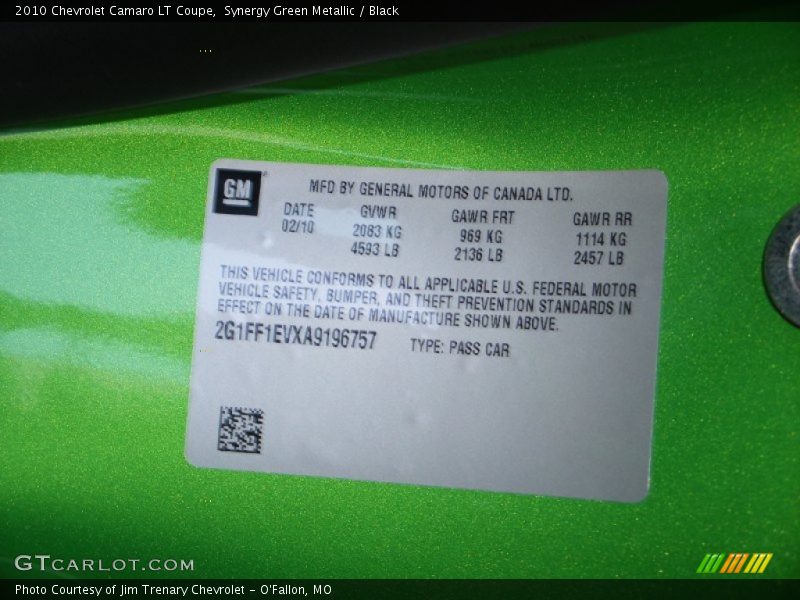 2010 Chevrolet Camaro LT Coupe,  Synergy Green Metallic / Black
GM
MFD BY GENERAL MOTORS OF CANADA LTD.
DATE GVWR GAWR FRT GAWR RR
02/10 2083 KG 969 KG 1114 KG
4593 LB 2136 LB 2457 LB
THIS VEHICLE CONFORMS TO ALL APPLICABLE U.S. FEDERAL MOTOR
VEHICLE SAFETY, BUMPER, AND THEFT PREVENTION STANDARDS IN
EFFECT ON THE DATE OF MANUFACTURE SHOWN ABOVE.
2G1FF1EVXA9196757 TYPE: PASS CAR
GTCARLOT.COM
Photo Courtesy of Jim Trenary Chevrolet - O'Fallon, MO